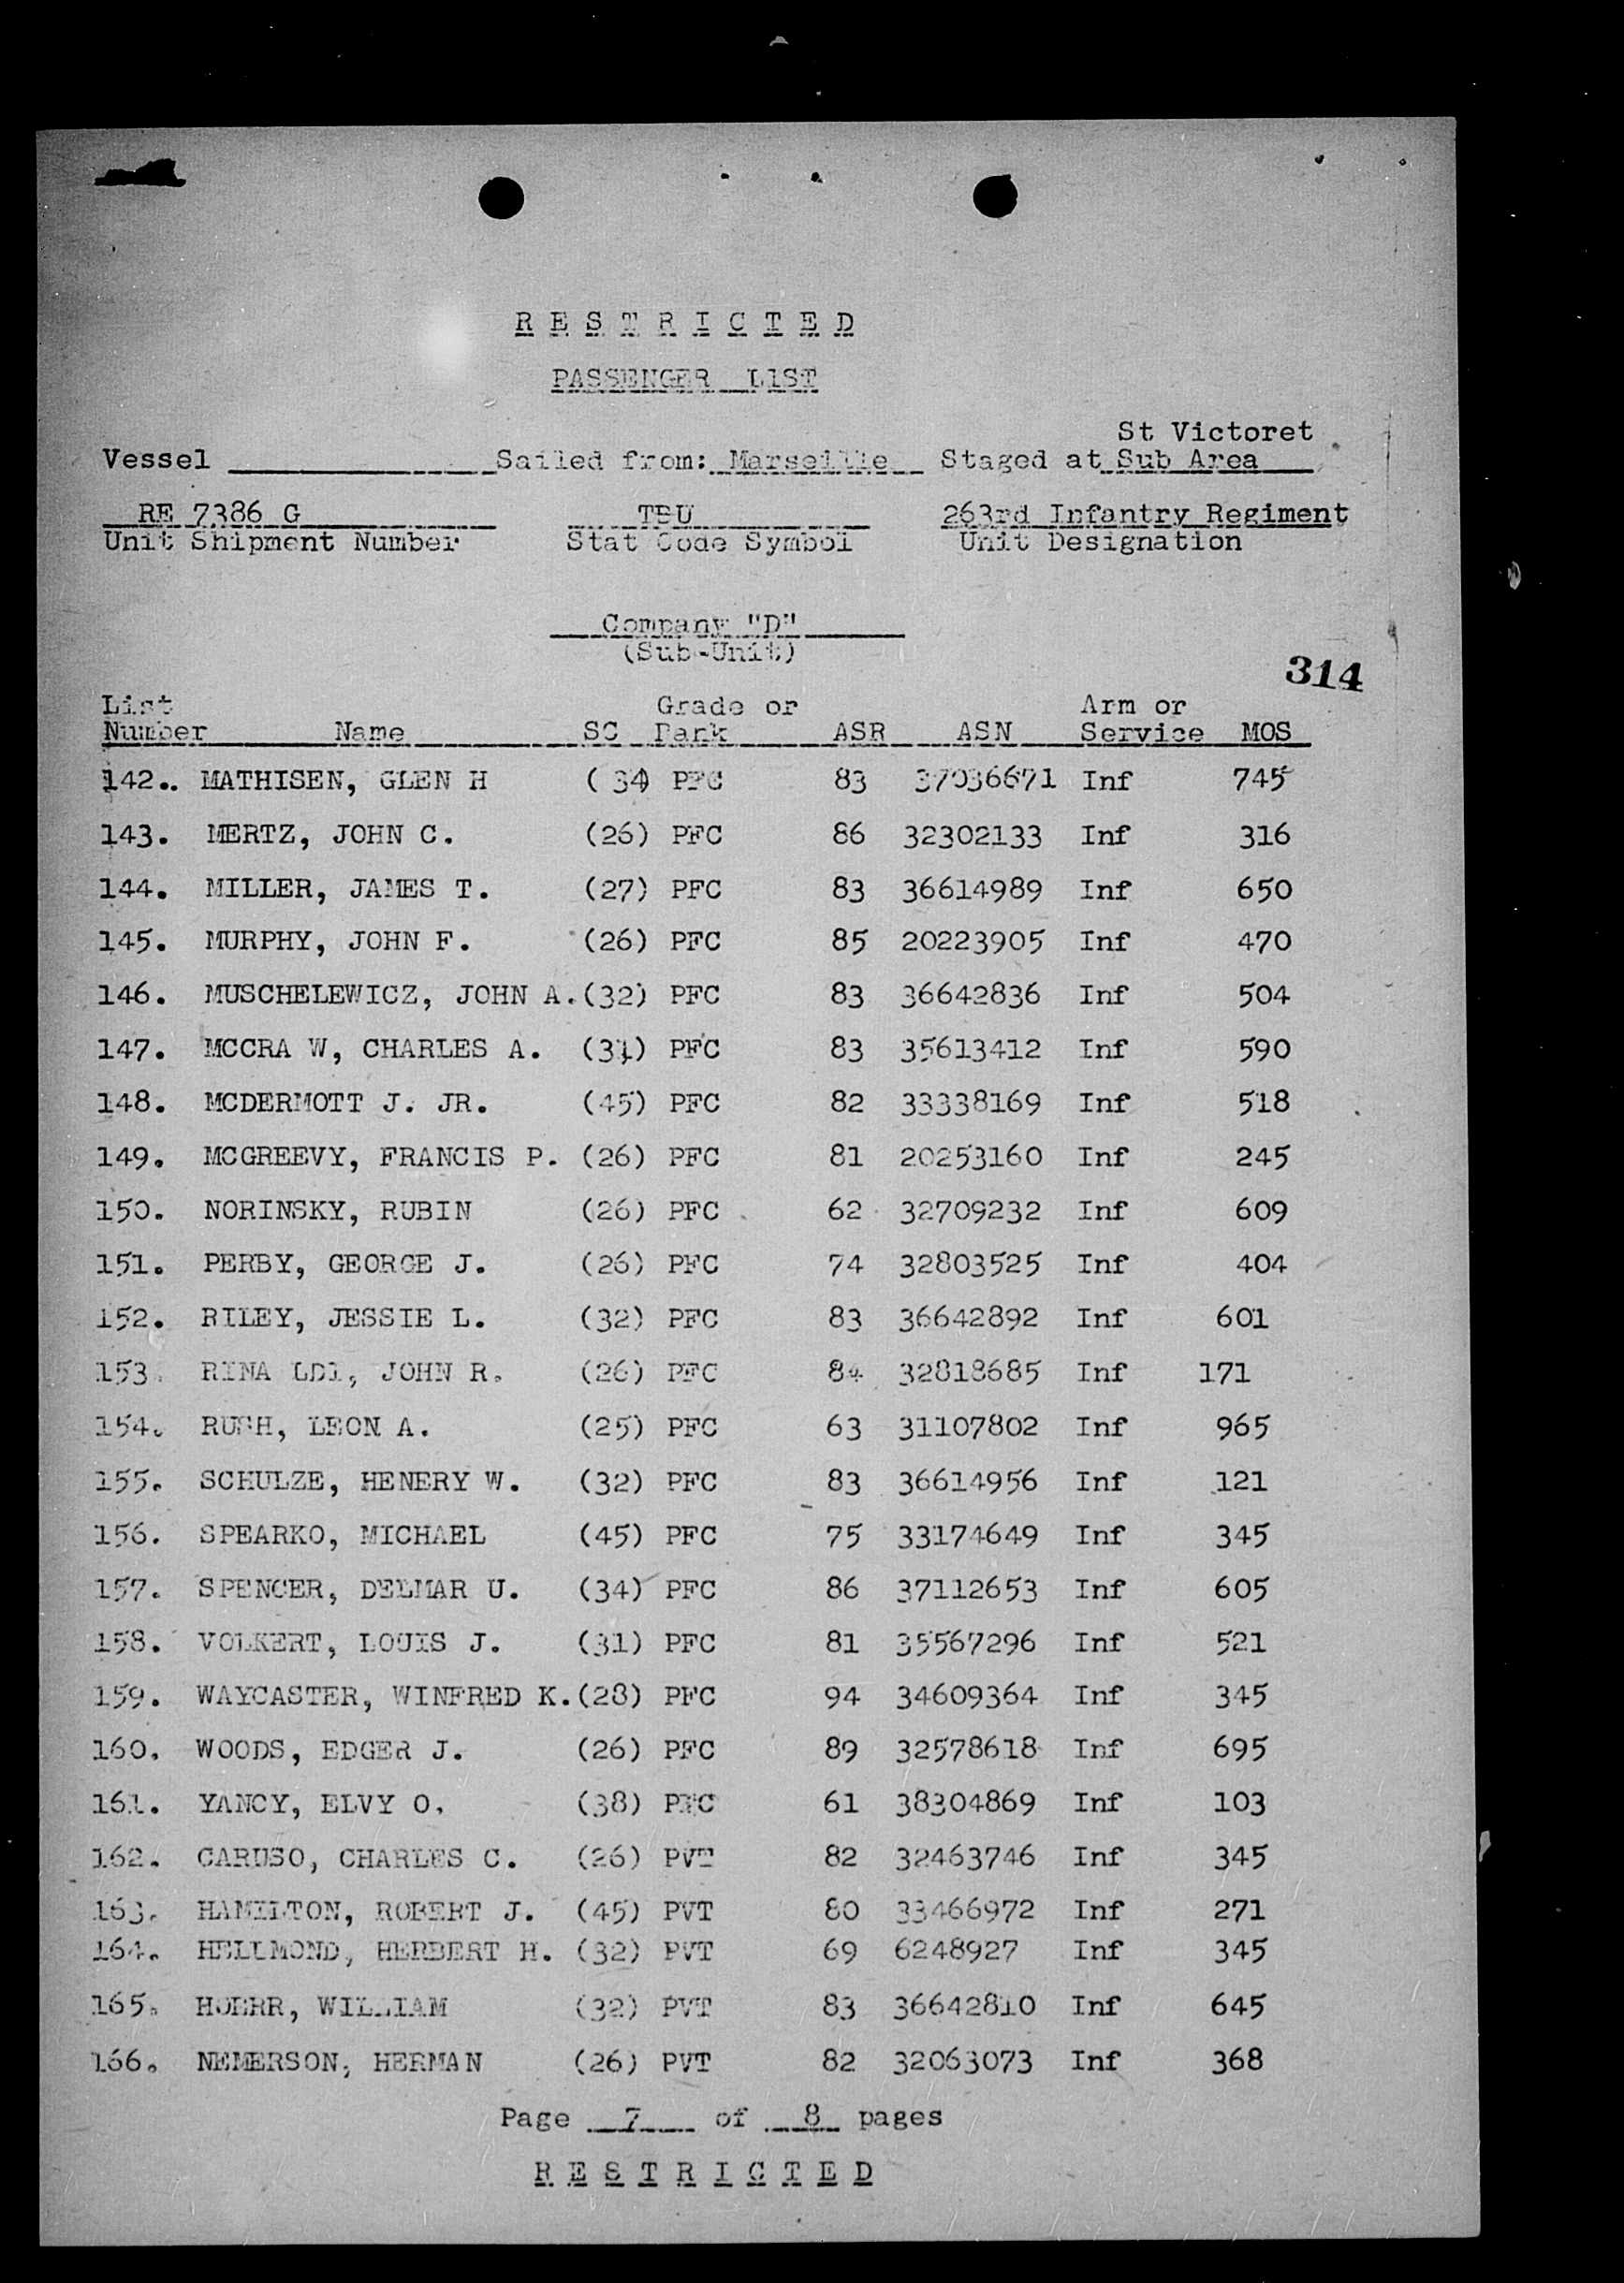 RESTRICTED
PASSENGER LIST
St Victoret
Vessel Sailed from: Marseille Staged at Sub Area
RE 7386 G TBU 263rd Infantry Regiment
Unit Shipment Number Stat Code Symbol Unit Designation
Company "D"
(Sub-Unit)
314
List Grade or Arm or
Number Name SC Rank ASR ASN Service MOS
142.. MATHISEN, GLEN H (34) PFC 83 37036671 Inf 745
143. MERTZ, JOHN C. (26) PFC 86 32302133 Inf 316
144. MILLER, JAMES T. (27) PFC 83 36614989 Inf 650
145. MURPHY, JOHN F. (26) PFC 85 20223905 Inf 470
146. MUSCHELEWICZ, JOHN A. (32) PFC 83 36642836 Inf 504
147. MCCRA W, CHARLES A. (31) PFC 83 35613412 Inf 590
148. MCDERMOTT J. JR. (45) PFC 82 33338169 Inf 518
149. MCGREEVY, FRANCIS P. (26) PFC 81 20253160 Inf 245
150. NORINSKY, RUBIN (26) PFC 62 32709232 Inf 609
151. PERBY, GEORGE J. (26) PFC 74 32803525 Inf 404
152. RILEY, JESSIE L. (32) PFC 83 36642892 Inf 601
153. RINA LDI, JOHN R. (26) PFC 84 32818685 Inf 171
154. RUSH, LEON A. (25) PFC 63 31107802 Inf 965
155. SCHULZE, HENERY W. (32) PFC 83 36614956 Inf 121
156. SPEARKO, MICHAEL (45) PFC 75 33174649 Inf 345
157. SPENCER, DELMAR U. (34) PFC 86 37112653 Inf 605
158. VOLKERT, LOUIS J. (31) PFC 81 35567296 Inf 521
159. WAYCASTER, WINFRED K. (28) PFC 94 34609364 Inf 345
160. WOODS, EDGER J. (26) PFC 89 32578618 Inf 695
161. YANCY, ELVY O. (38) PFC 61 38304869 Inf 103
162. CARUSO, CHARLES C. (26) PVT 82 32463746 Inf 345
163. HAMILTON, ROBERT J. (45) PVT 80 33466972 Inf 271
164. HELLMOND, HERBERT H. (32) PVT 69 6248927 Inf 345
165. HOERR, WILLIAM (32) PVT 83 36642810 Inf 645
166. NEMERSON, HERMAN (26) PVT 82 32063073 Inf 368
Page 7 of 8 pages
RESTRICTED